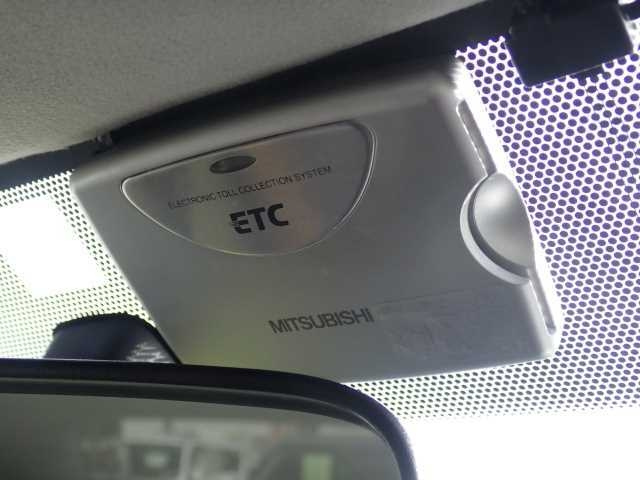 ELECTRONIC TOLL COLLECTION SYSTEM
ETC
MITSUBISHI